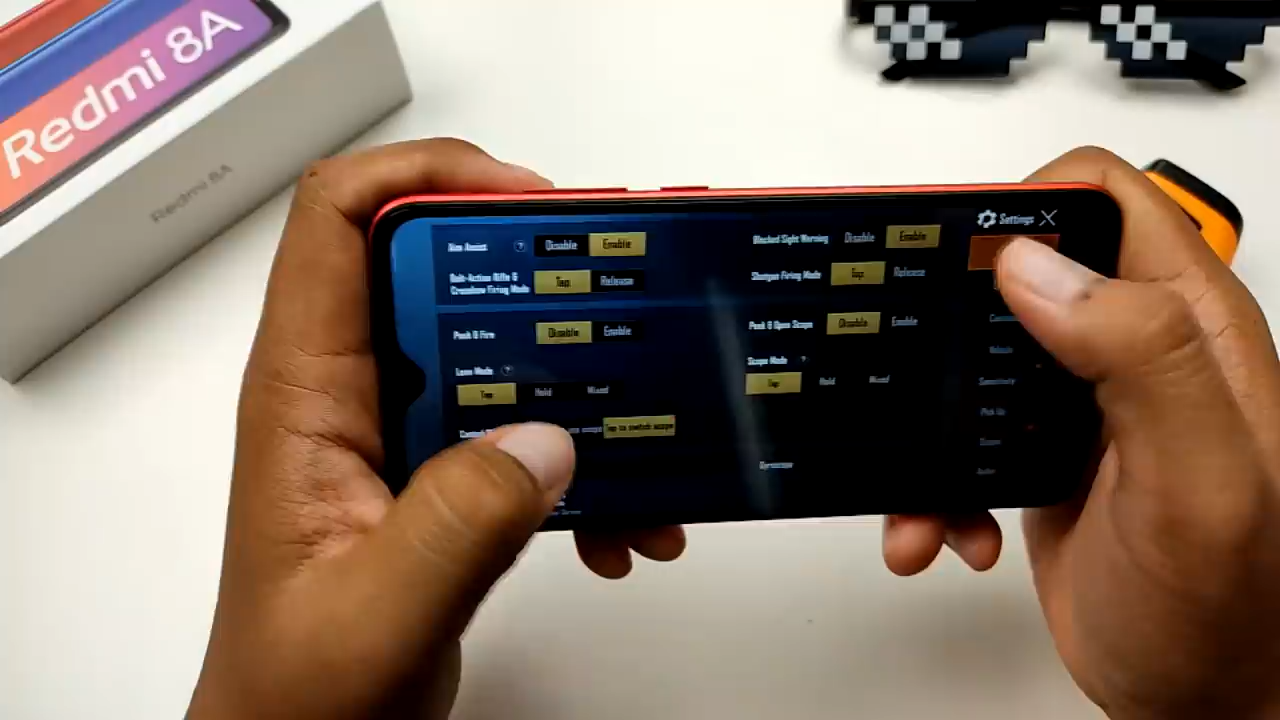 Redmi 8A
Redmi 8A
Settings
Aim Assist ? Disable Enable
Blocked Sight Warning Disable Enable
Bolt-Action Rifle &
Crossbow Firing Mode Tap Release
Shotgun Firing Mode Tap Release
Peek & Fire Disable Enable
Peek & Open Scope Disable Enable
Lean Mode ?
Scope Mode ?
Tap Hold Mixed
Tap Hold Mixed
Tap to switch scope
Gyroscope
Vehicle
Sensitivity
Pick Up
Scope
Audio